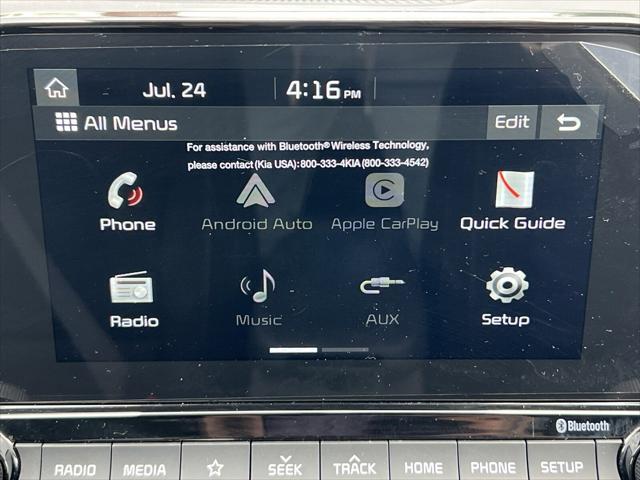 Jul. 24 4:16 PM
All Menus Edit
For assistance with Bluetooth® Wireless Technology,
please contact (Kia USA): 800-333-4KIA (800-333-4542)
Phone Android Auto Apple CarPlay Quick Guide
Radio Music AUX Setup
Bluetooth
RADIO MEDIA SEEK TRACK HOME PHONE SETUP